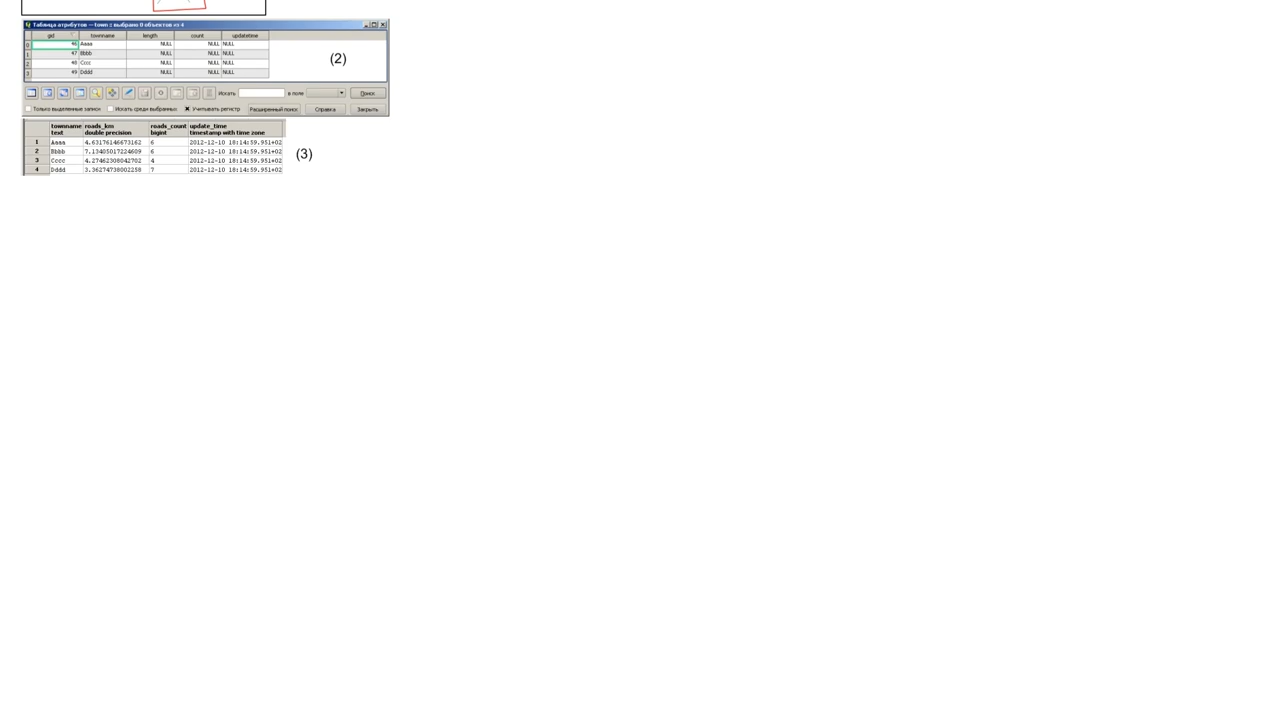 Таблица атрибутов — town :: выбрано 0 объектов из 4
gid townname length count updatetime
0 46 Aaaa NULL NULL NULL
1 47 Bbbb NULL NULL NULL
2 48 Cccc NULL NULL NULL
3 49 Dddd NULL NULL NULL
(2)
Искать в поле Поиск
Только выделенные записи Искать среди выбранных Учитывать регистр Расширенный поиск Справка Закрыть
townname roads_km roads_count update_time
text double precision bigint timestamp with time zone
1 Aaaa 4.63176146673162 6 2012-12-10 18:14:59.951+02
2 Bbbb 7.13405017224609 6 2012-12-10 18:14:59.951+02
3 Cccc 4.27462308042702 4 2012-12-10 18:14:59.951+02
4 Dddd 3.36274738002258 7 2012-12-10 18:14:59.951+02
(3)